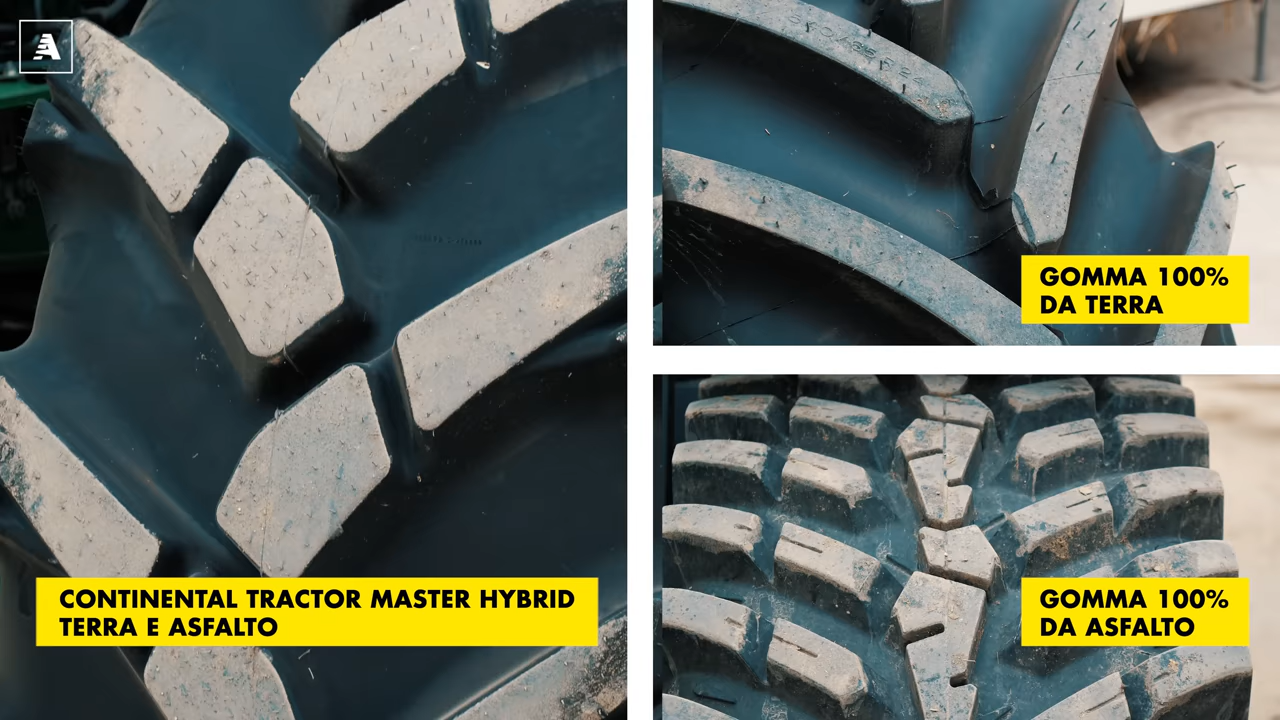 A
CONTINENTAL TRACTOR MASTER HYBRID
TERRA E ASFALTO
GOMMA 100%
DA TERRA
GOMMA 100%
DA ASFALTO